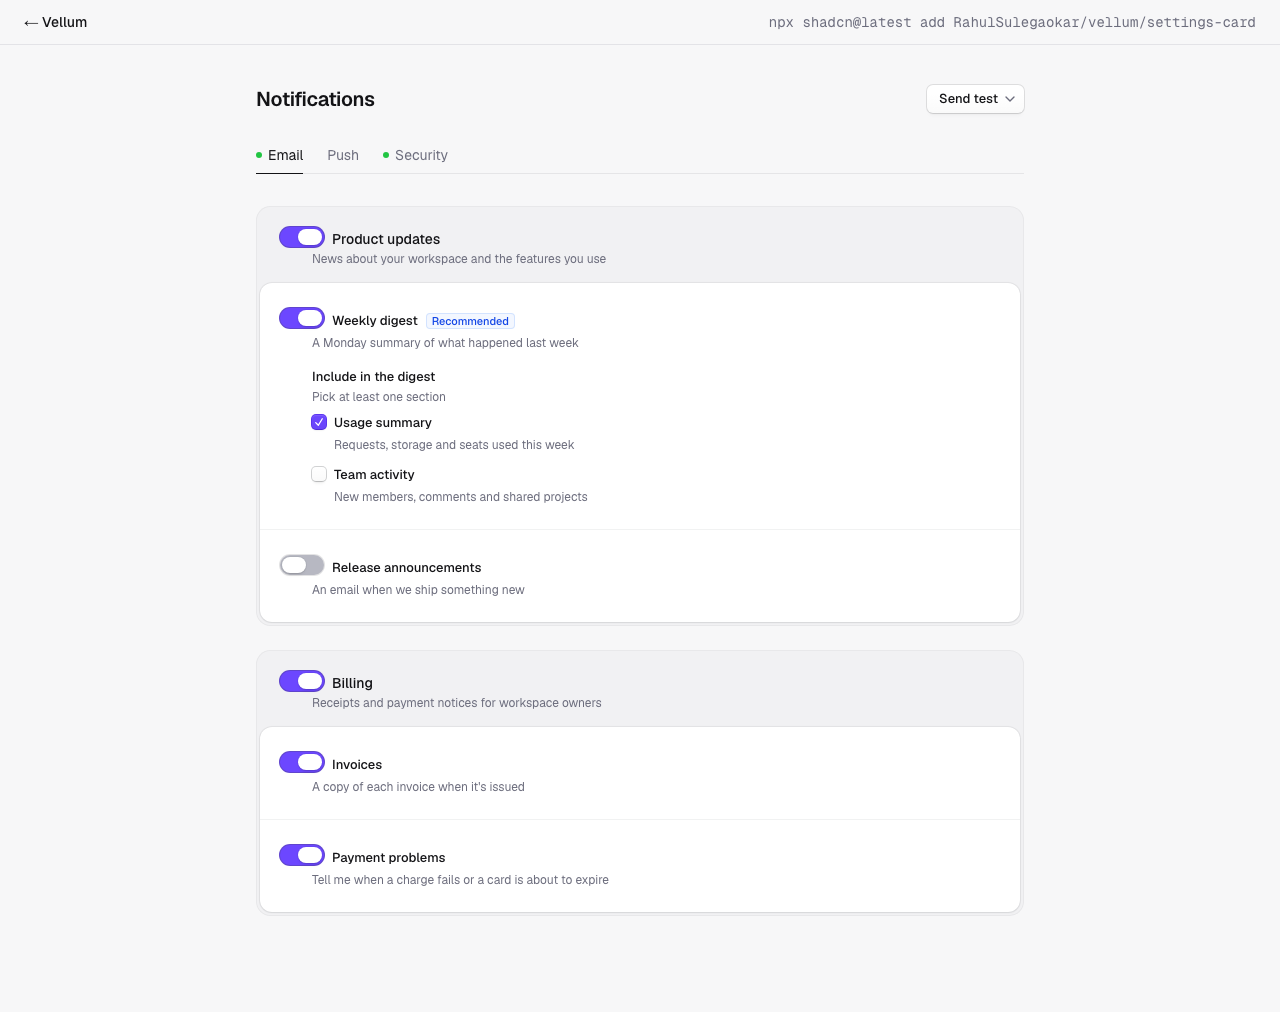 ← Vellum
npx shadcn@latest add RahulSulegaokar/vellum/settings-card
Notifications
Send test
Email
Push
Security
Product updates
News about your workspace and the features you use
Weekly digest Recommended
A Monday summary of what happened last week
Include in the digest
Pick at least one section
Usage summary
Requests, storage and seats used this week
Team activity
New members, comments and shared projects
Release announcements
An email when we ship something new
Billing
Receipts and payment notices for workspace owners
Invoices
A copy of each invoice when it's issued
Payment problems
Tell me when a charge fails or a card is about to expire